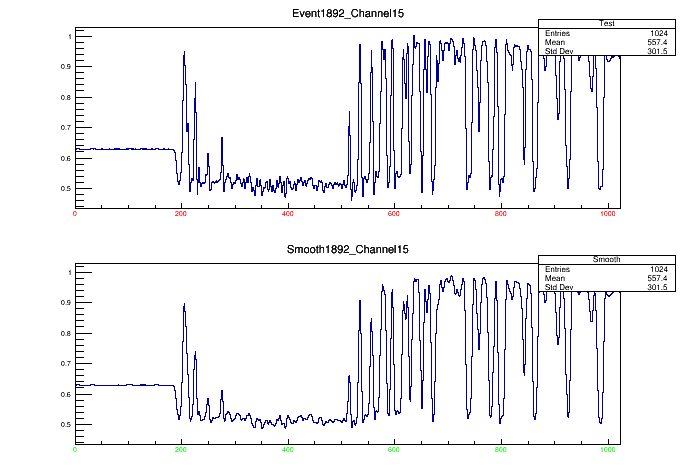 Event1892_Channel15
Test
Entries 1024
Mean 557.4
Std Dev 301.5
1
0.9
0.8
0.7
0.6
0.5
0 200 400 600 800 1000
Smooth1892_Channel15
Smooth
Entries 1024
Mean 557.4
Std Dev 301.5
1
0.9
0.8
0.7
0.6
0.5
0 200 400 600 800 1000